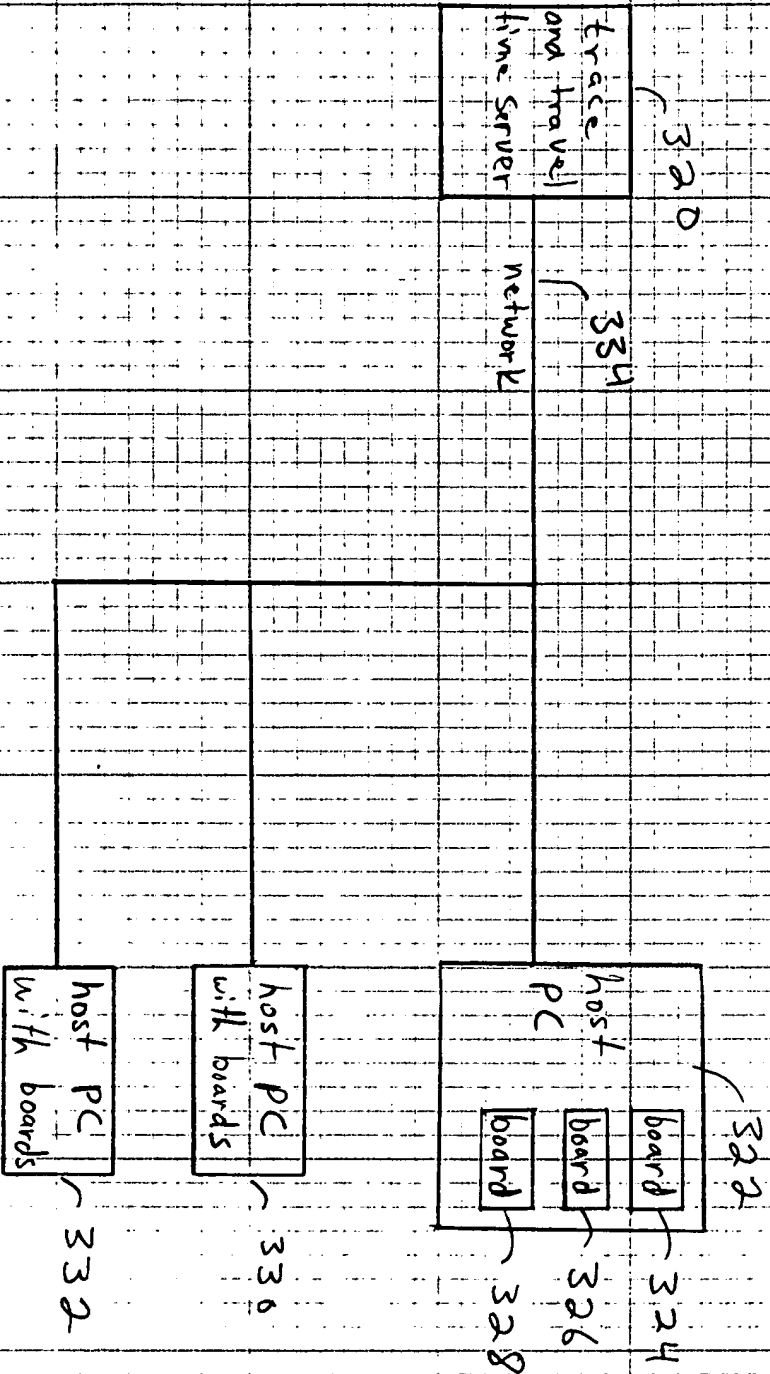 320
trace
and travel
time server
334
network
322
host
PC
board
324
board
326
board
328
host PC
with boards
330
host PC
with boards
332